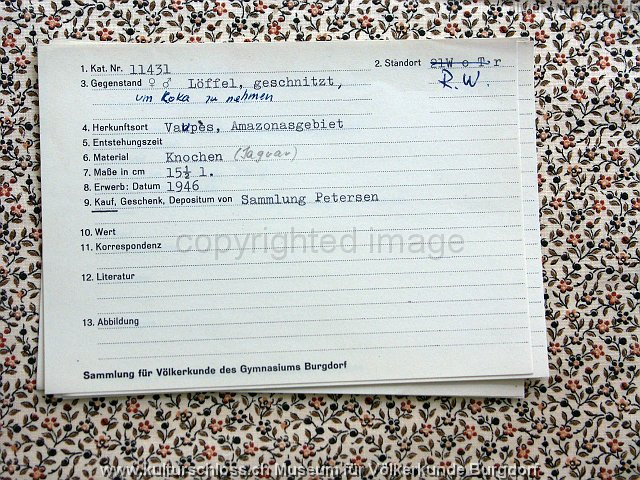 1. Kat. Nr. 11431 2. Standort 21W o T r
3. Gegenstand ♀ ♂ Löffel, geschnitzt, R.W.
um Koka zu nehmen
4. Herkunftsort Vaupès, Amazonasgebiet
5. Entstehungszeit
6. Material Knochen (Jaguar)
7. Maße in cm 15½ l.
8. Erwerb: Datum 1946
9. Kauf, Geschenk, Depositum von Sammlung Petersen
10. Wert
11. Korrespondenz
copyrighted image
12. Literatur
13. Abbildung
Sammlung für Völkerkunde des Gymnasiums Burgdorf
www.kulturschloss.ch Museum für Völkerkunde Burgdorf